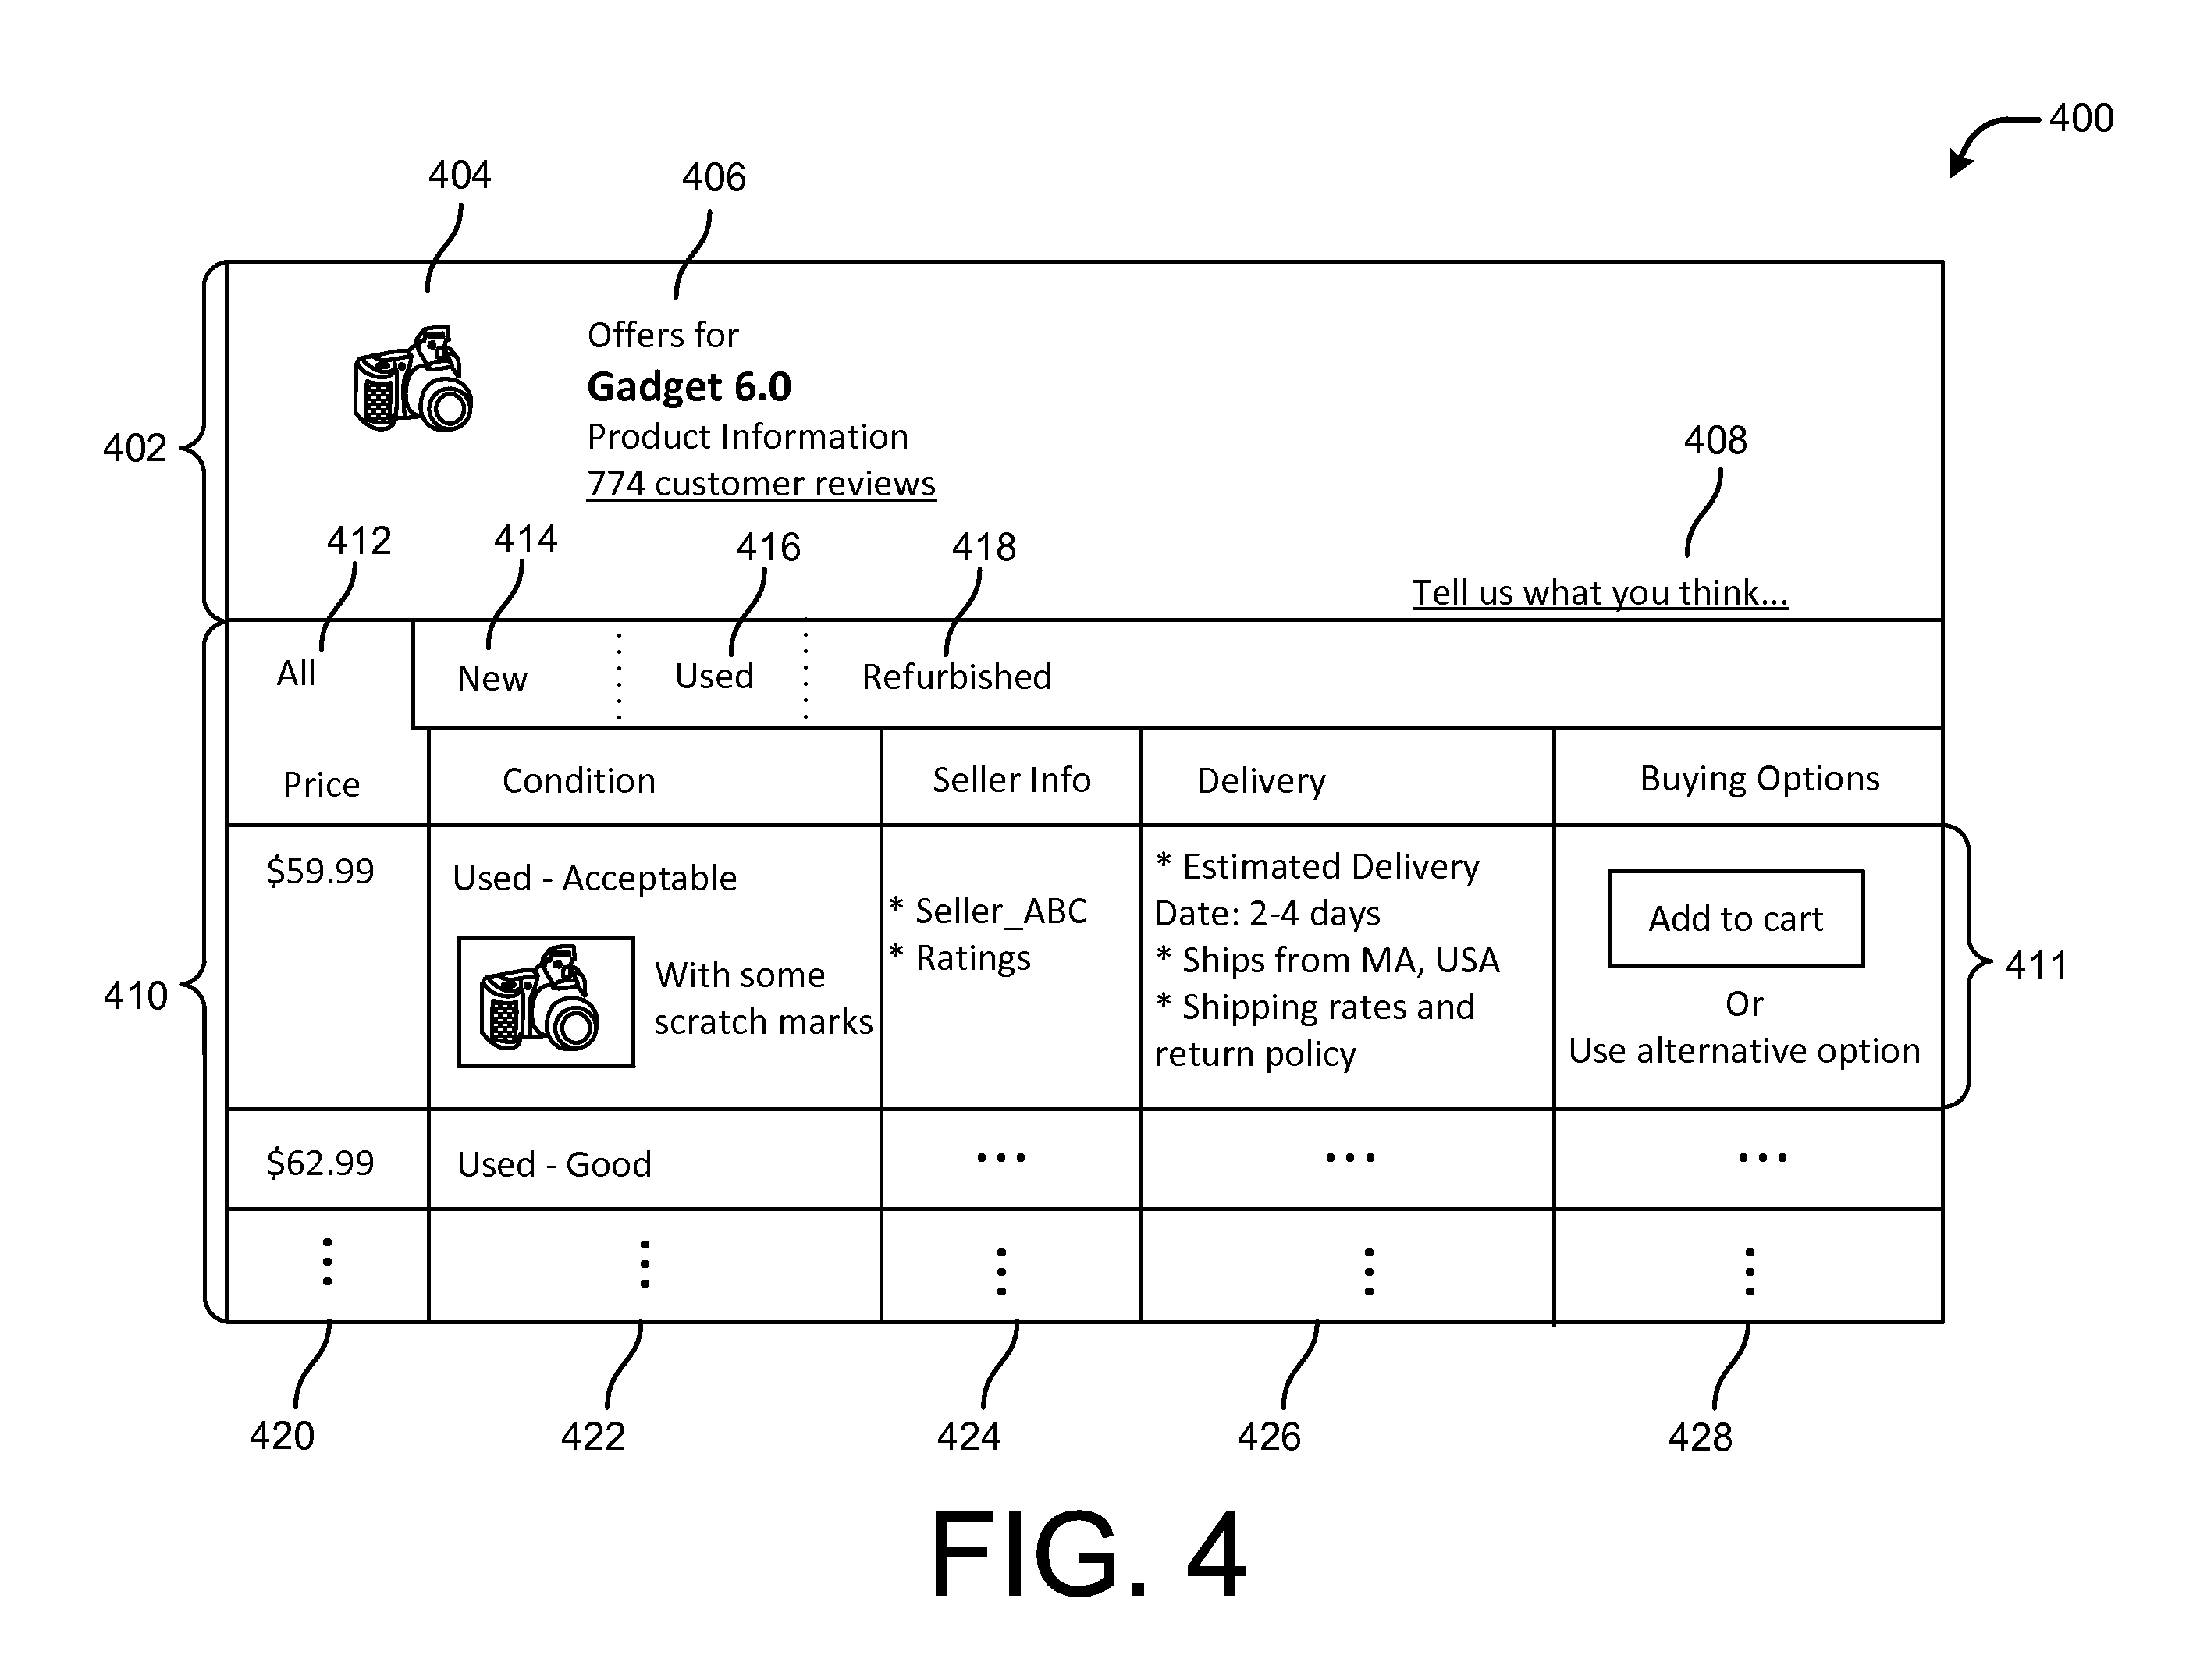 400
404
406
Offers for
Gadget 6.0
Product Information
774 customer reviews
402
408
Tell us what you think...
412
414
416
418
All
New
Used
Refurbished
Price
Condition
Seller Info
Delivery
Buying Options
410
$59.99
Used - Acceptable
With some
scratch marks
* Seller_ABC
* Ratings
* Estimated Delivery
Date: 2-4 days
* Ships from MA, USA
* Shipping rates and
return policy
Add to cart
Or
Use alternative option
411
$62.99
Used - Good
...
...
...
420
422
424
426
428
FIG. 4